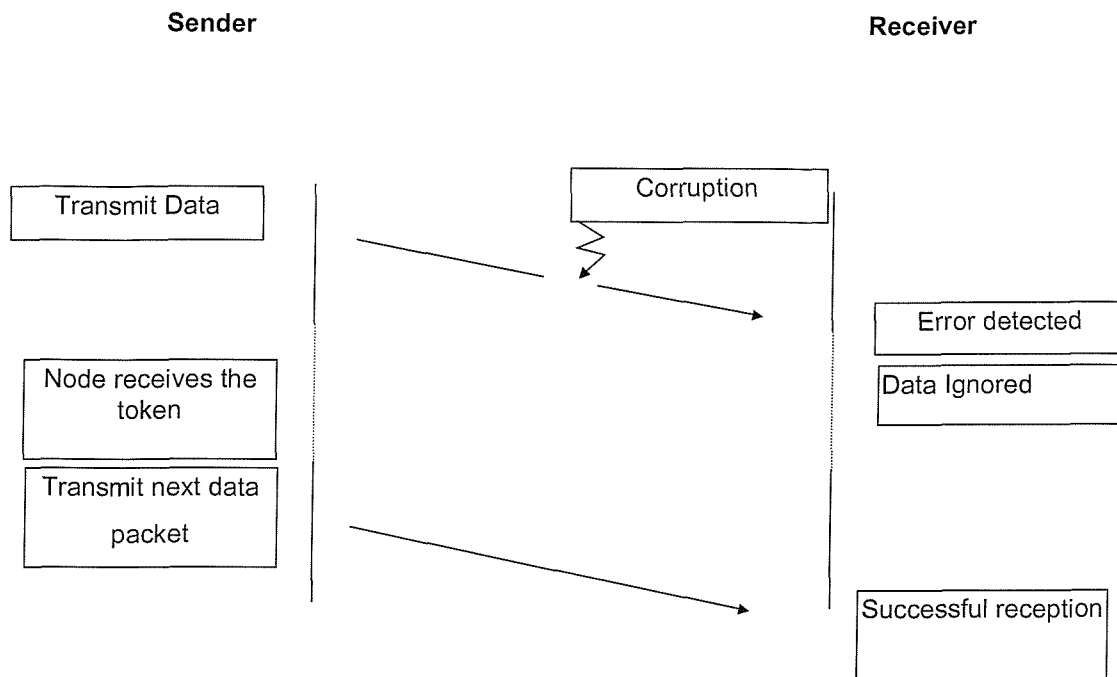 Sender
Receiver
Transmit Data
Corruption
Error detected
Node receives the
token
Data Ignored
Transmit next data
packet
Successful reception